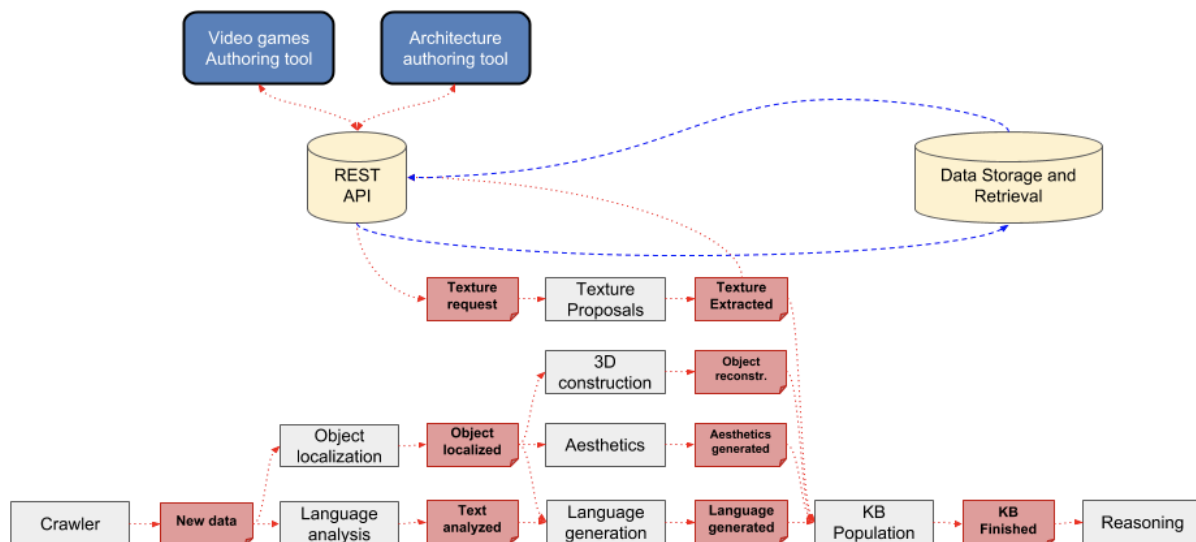 Video games
Authoring tool
Architecture
authoring tool
REST
API
Data Storage and
Retrieval
Texture
request
Texture
Proposals
Texture
Extracted
3D
construction
Object
reconstr.
Object
localization
Object
localized
Aesthetics
Aesthetics
generated
Crawler
New data
Language
analysis
Text
analyzed
Language
generation
Language
generated
KB
Population
KB
Finished
Reasoning